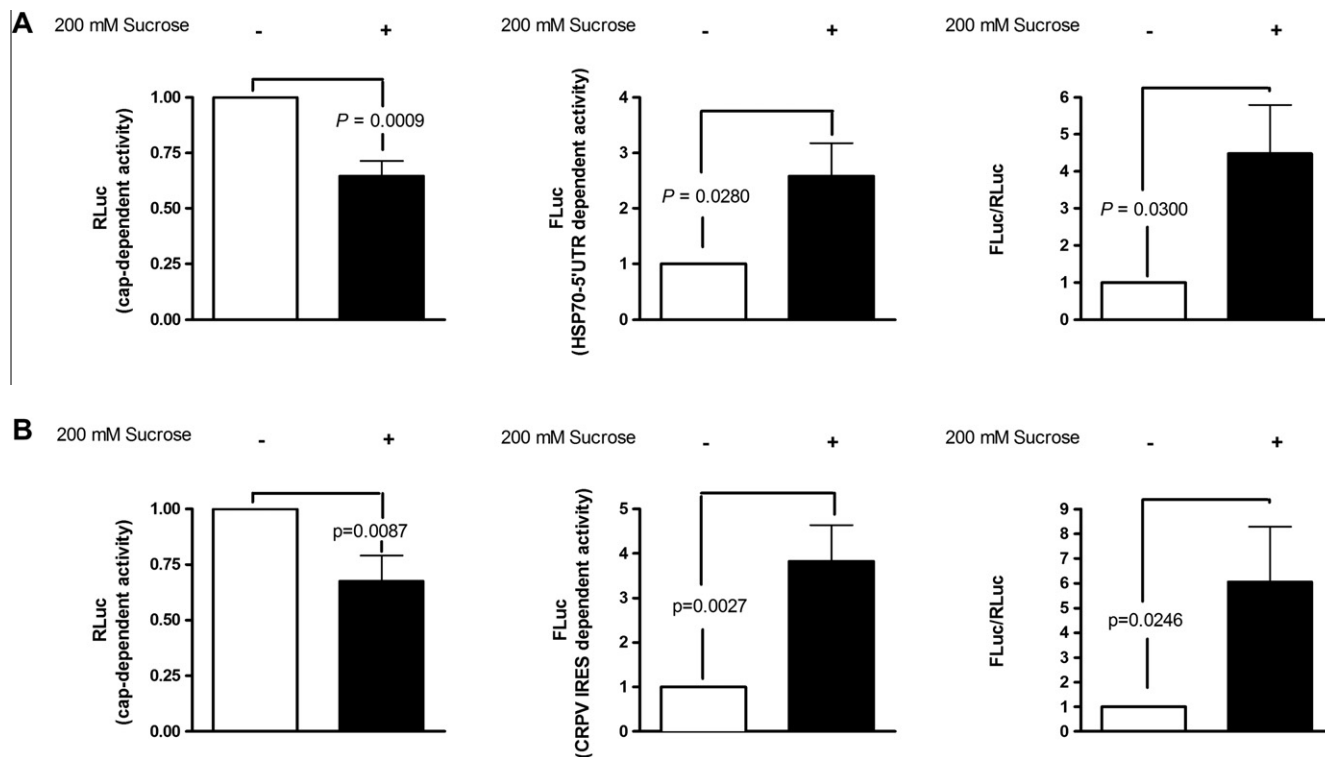 A
200 mM Sucrose - +
RLuc
(cap-dependent activity)
1.00
0.75
0.50
0.25
0.00
P = 0.0009
200 mM Sucrose - +
FLuc
(HSP70-5'UTR dependent activity)
4
3
2
1
0
P = 0.0280
200 mM Sucrose - +
FLuc/RLuc
6
5
4
3
2
1
0
P = 0.0300
B
200 mM Sucrose - +
RLuc
(cap-dependent activity)
1.00
0.75
0.50
0.25
0.00
p=0.0087
200 mM Sucrose - +
FLuc
(CRPV IRES dependent activity)
5
4
3
2
1
0
p=0.0027
200 mM Sucrose - +
FLuc/RLuc
9
8
7
6
5
4
3
2
1
0
p=0.0246